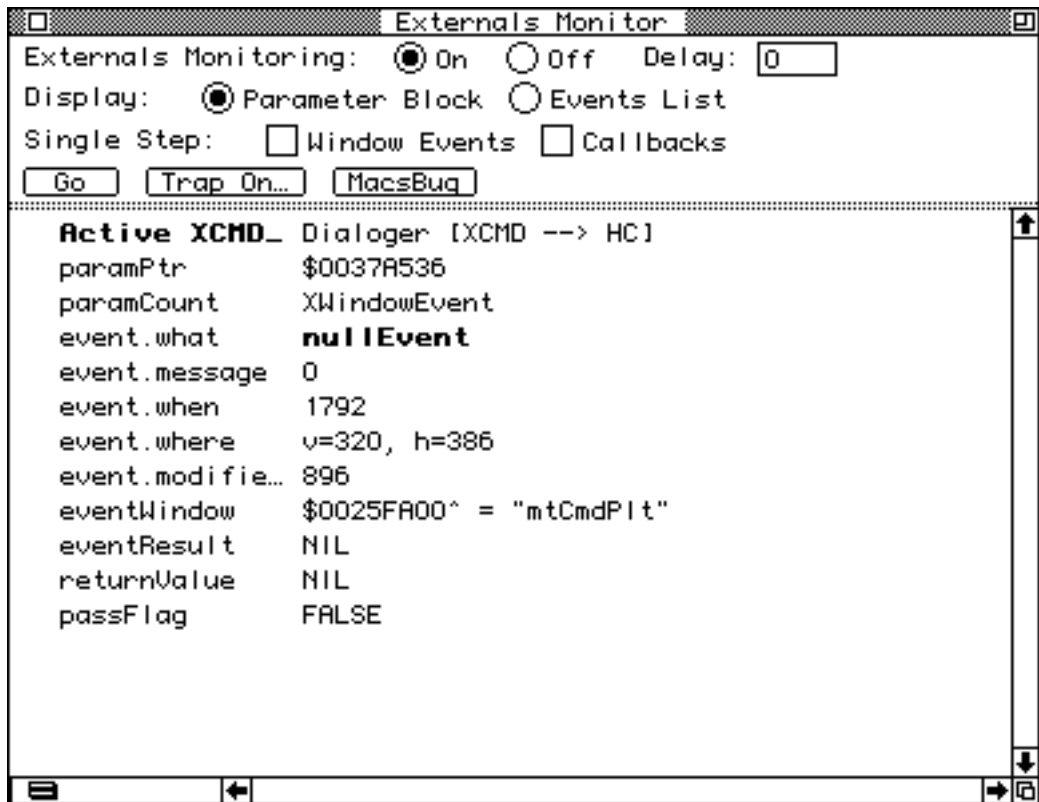 Externals Monitor
Externals Monitoring: On Off Delay: 0
Display: Parameter Block Events List
Single Step: Window Events Callbacks
Go Trap On… MacsBug
Active XCMD_ Dialoger [XCMD --> HC]
paramPtr $0037A536
paramCount XWindowEvent
event.what nullEvent
event.message 0
event.when 1792
event.where v=320, h=386
event.modifie… 896
eventWindow $0025FA00^ = "mtCmdPlt"
eventResult NIL
returnValue NIL
passFlag FALSE